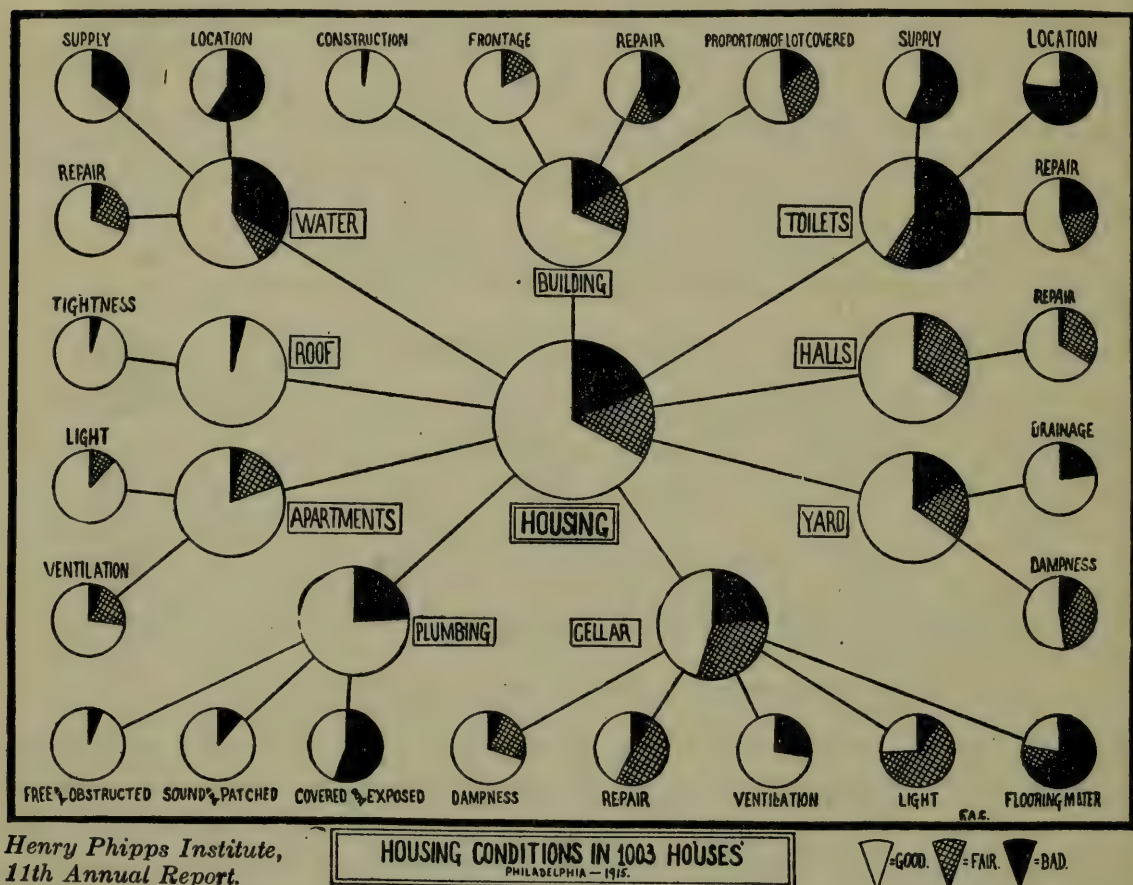 SUPPLY
LOCATION
CONSTRUCTION
FRONTAGE
REPAIR
PROPORTION OF LOT COVERED
SUPPLY
LOCATION
REPAIR
WATER
BUILDING
TOILETS
REPAIR
TIGHTNESS
ROOF
HALLS
REPAIR
LIGHT
APARTMENTS
HOUSING
YARD
DRAINAGE
VENTILATION
PLUMBING
CELLAR
DAMPNESS
FREE & OBSTRUCTED
SOUND & PATCHED
COVERED & EXPOSED
DAMPNESS
REPAIR
VENTILATION
LIGHT
FLOORING MATER
F.A.C.
Henry Phipps Institute,
11th Annual Report.
HOUSING CONDITIONS IN 1003 HOUSES
PHILADELPHIA — 1915.
=GOOD. =FAIR. =BAD.